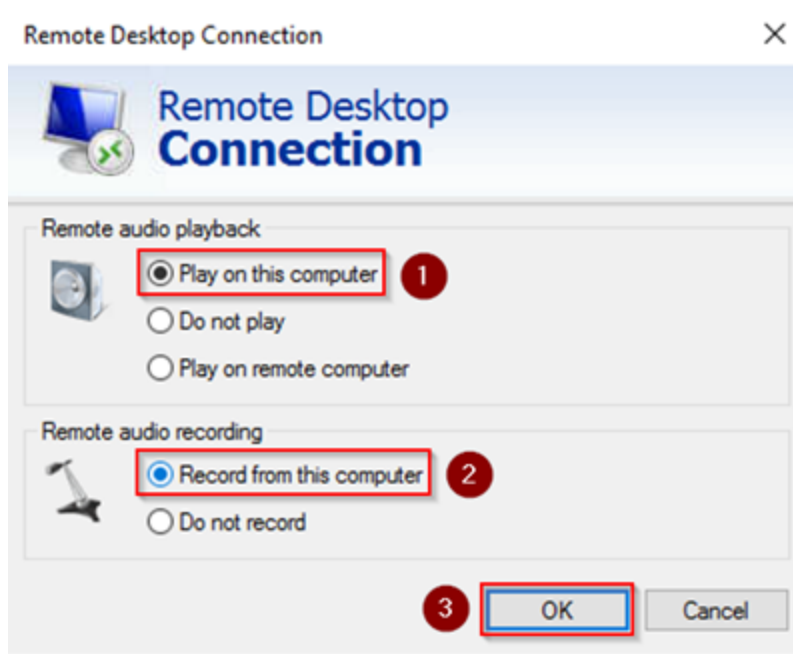 Remote Desktop Connection
Remote Desktop
Connection
Remote audio playback
Play on this computer 1
Do not play
Play on remote computer
Remote audio recording
Record from this computer 2
Do not record
3 OK Cancel